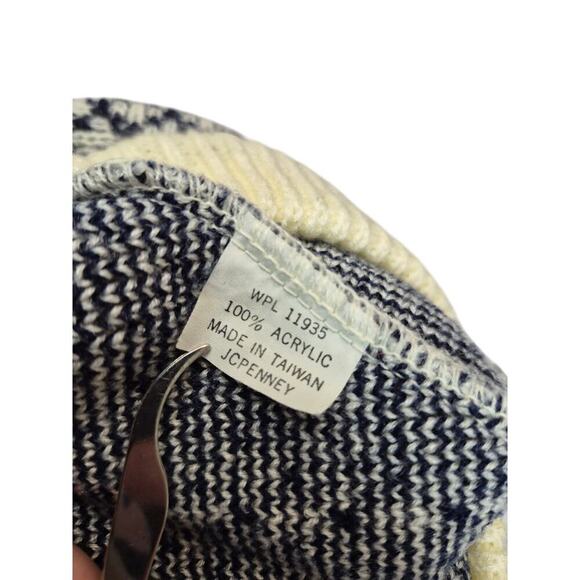 WPL 11935
100% ACRYLIC
MADE IN TAIWAN
JCPENNEY